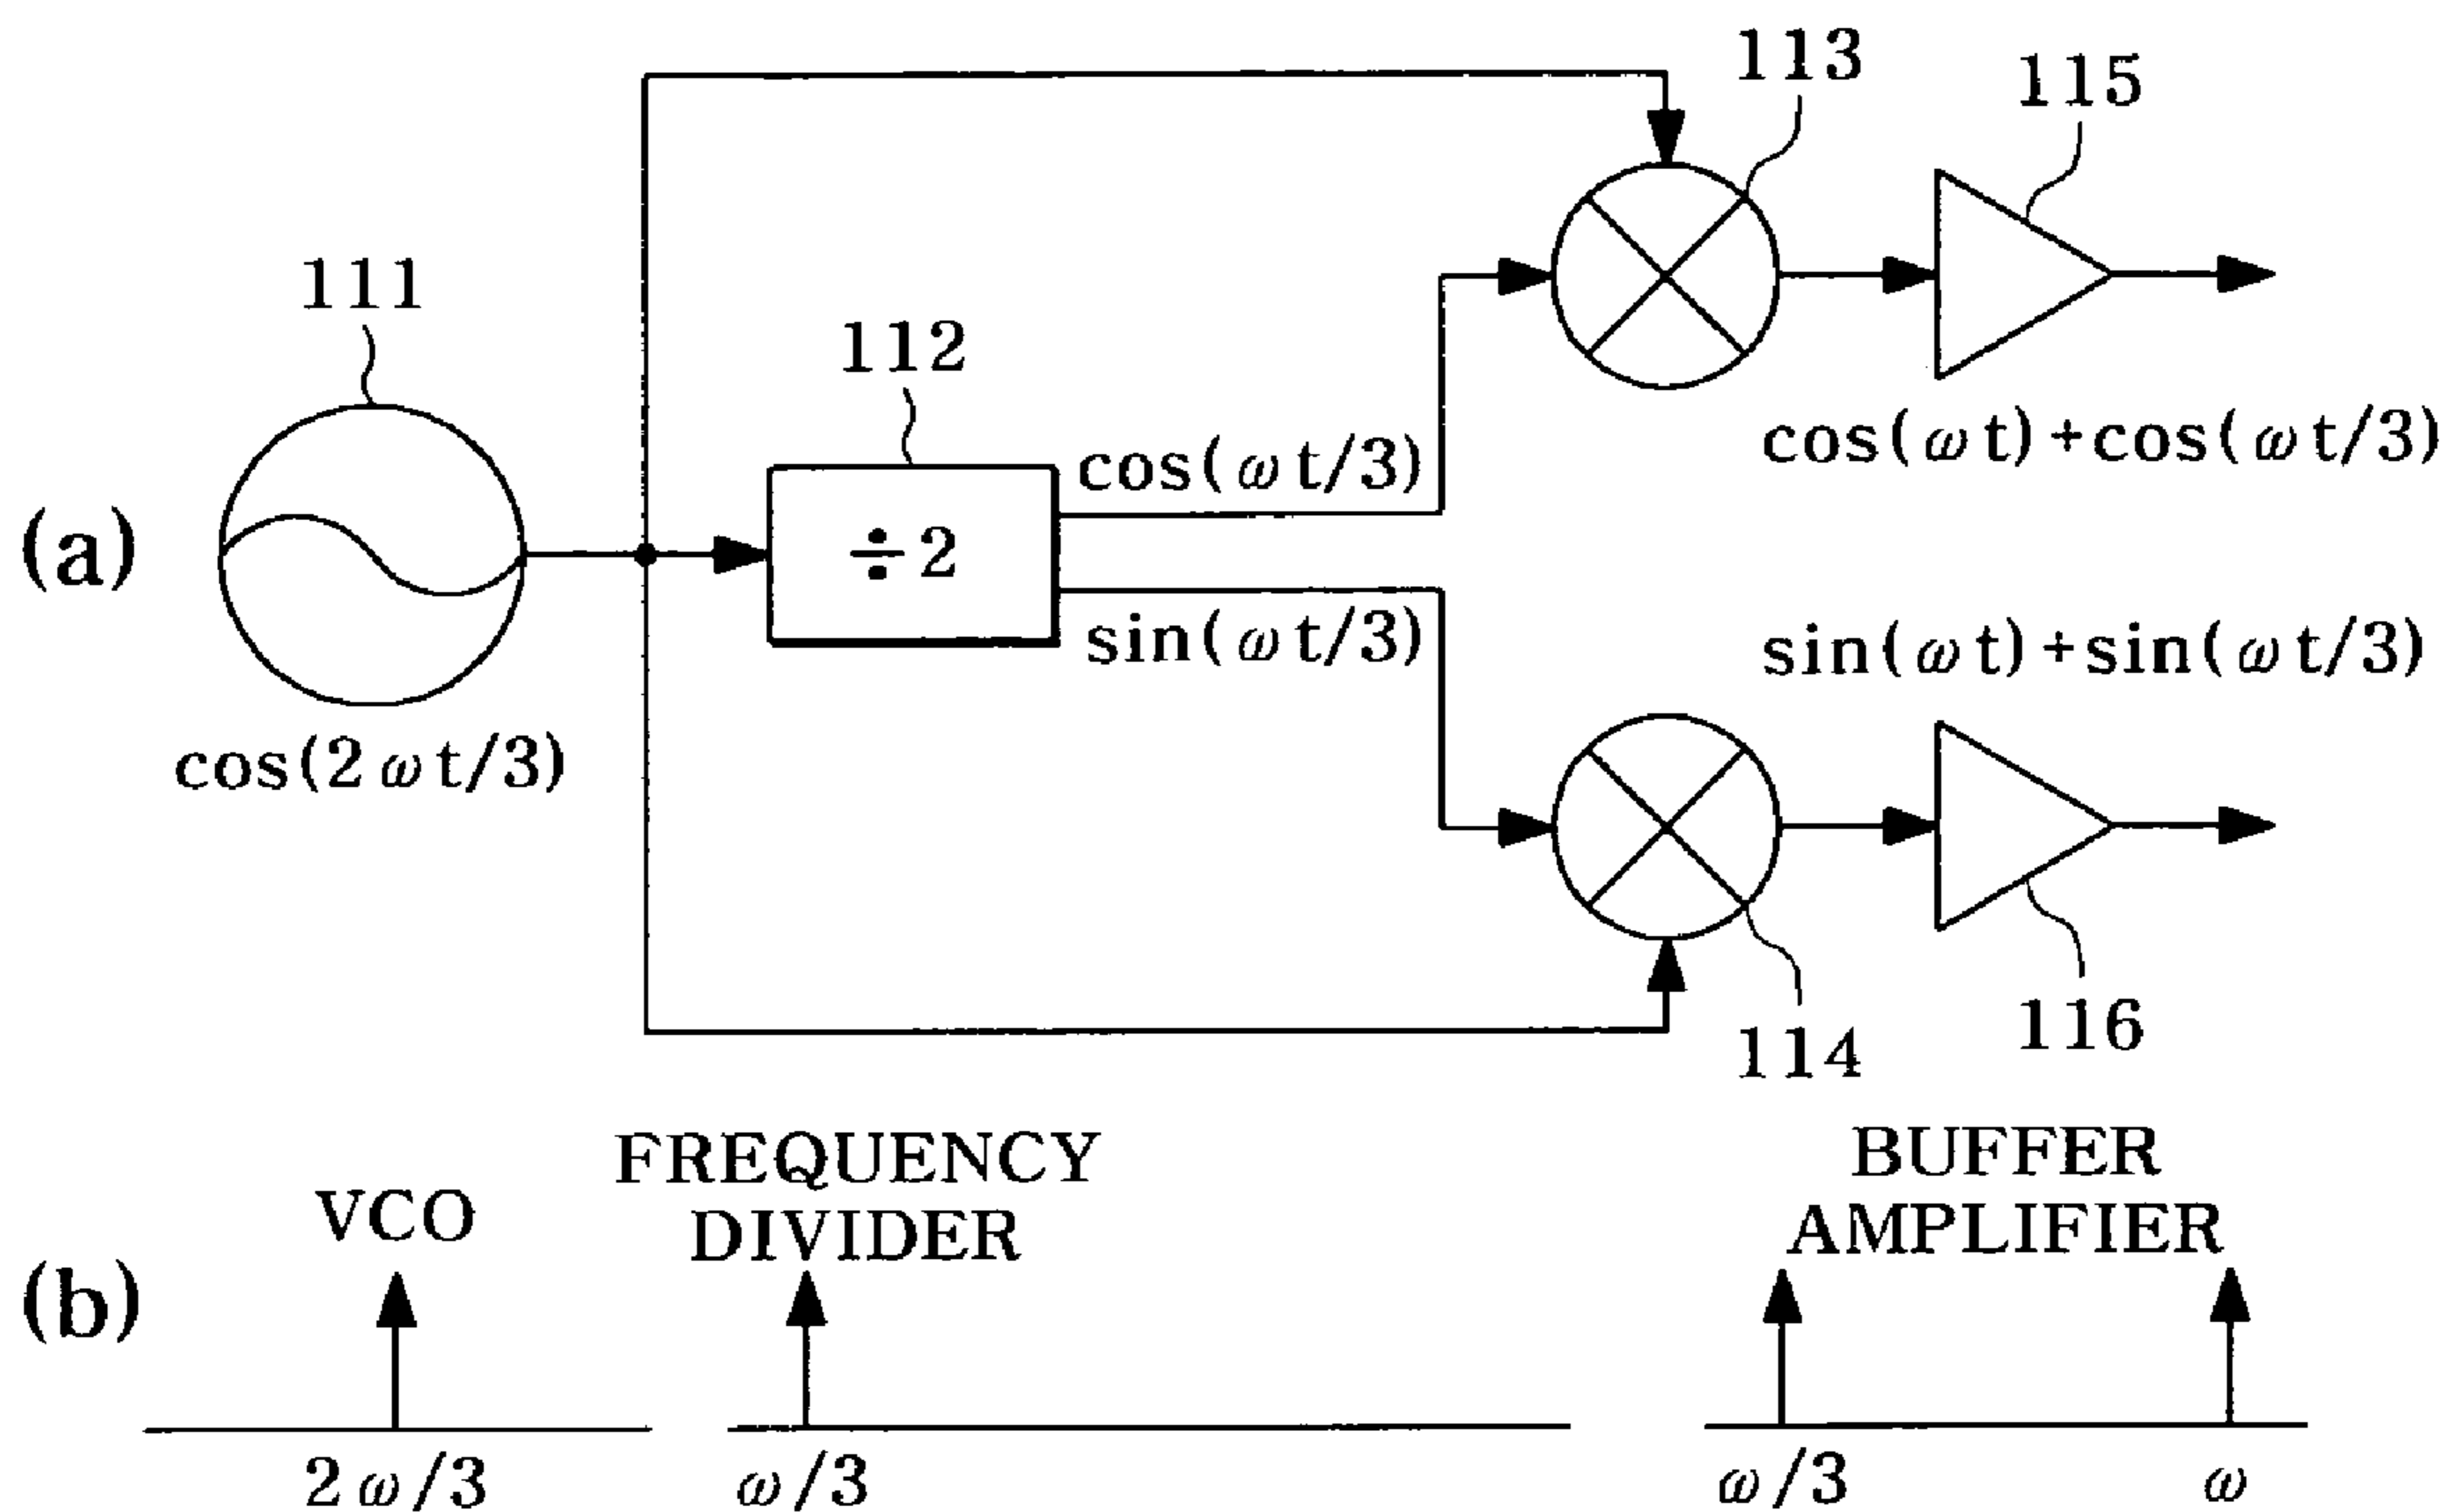 113
115
111
112
cos(ωt/3)
cos(ωt)+cos(ωt/3)
(a)
÷2
sin(ωt/3)
sin(ωt)+sin(ωt/3)
cos(2ωt/3)
116
114
FREQUENCY
DIVIDER
BUFFER
AMPLIFIER
VCO
(b)
2ω/3
ω/3
ω/3
ω